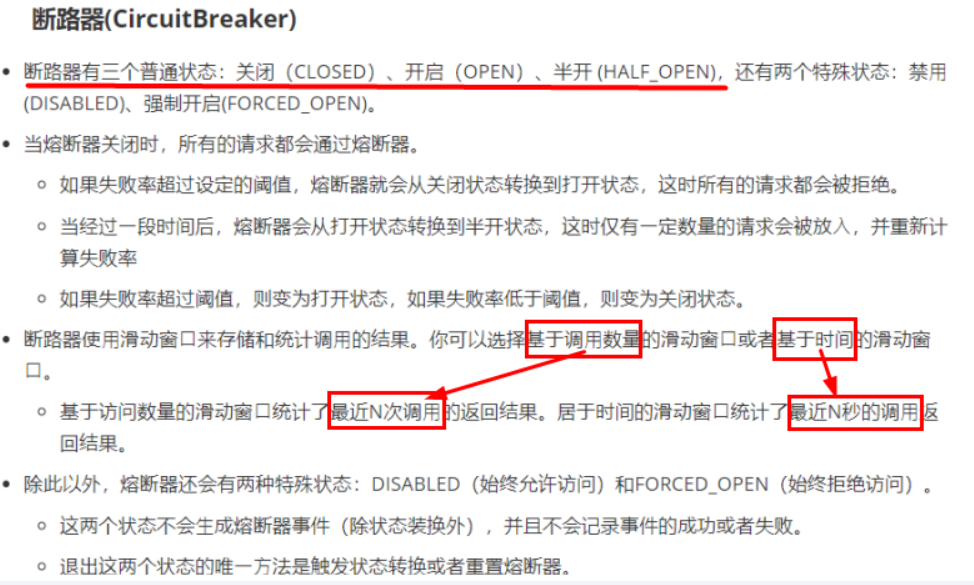 断路器(CircuitBreaker)
断路器有三个普通状态：关闭（CLOSED）、开启（OPEN）、半开 (HALF_OPEN)，还有两个特殊状态：禁用
(DISABLED)、强制开启(FORCED_OPEN)。
当熔断器关闭时，所有的请求都会通过熔断器。
如果失败率超过设定的阈值，熔断器就会从关闭状态转换到打开状态，这时所有的请求都会被拒绝。
当经过一段时间后，熔断器会从打开状态转换到半开状态，这时仅有一定数量的请求会被放入，并重新计
算失败率
如果失败率超过阈值，则变为打开状态，如果失败率低于阈值，则变为关闭状态。
断路器使用滑动窗口来存储和统计调用的结果。你可以选择基于调用数量的滑动窗口或者基于时间的滑动窗
口。
基于访问数量的滑动窗口统计了最近N次调用的返回结果。居于时间的滑动窗口统计了最近N秒的调用返
回结果。
除此以外，熔断器还会有两种特殊状态：DISABLED（始终允许访问）和FORCED_OPEN（始终拒绝访问）。
这两个状态不会生成熔断器事件（除状态装换外），并且不会记录事件的成功或者失败。
退出这两个状态的唯一方法是触发状态转换或者重置熔断器。